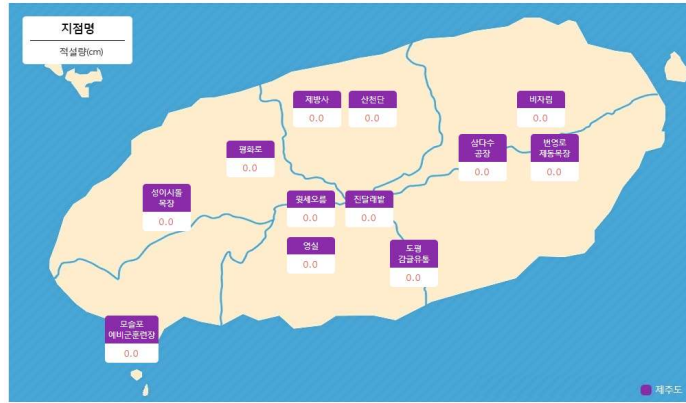 지점명
적설량(cm)
제방사
0.0
산천단
0.0
비자림
0.0
평화로
0.0
삼다수
공장
0.0
번영로
제동목장
0.0
성이시돌
목장
0.0
윗세오름
0.0
진달래밭
0.0
영실
0.0
도평
감귤유통
0.0
모슬포
예비군훈련장
0.0
제주도